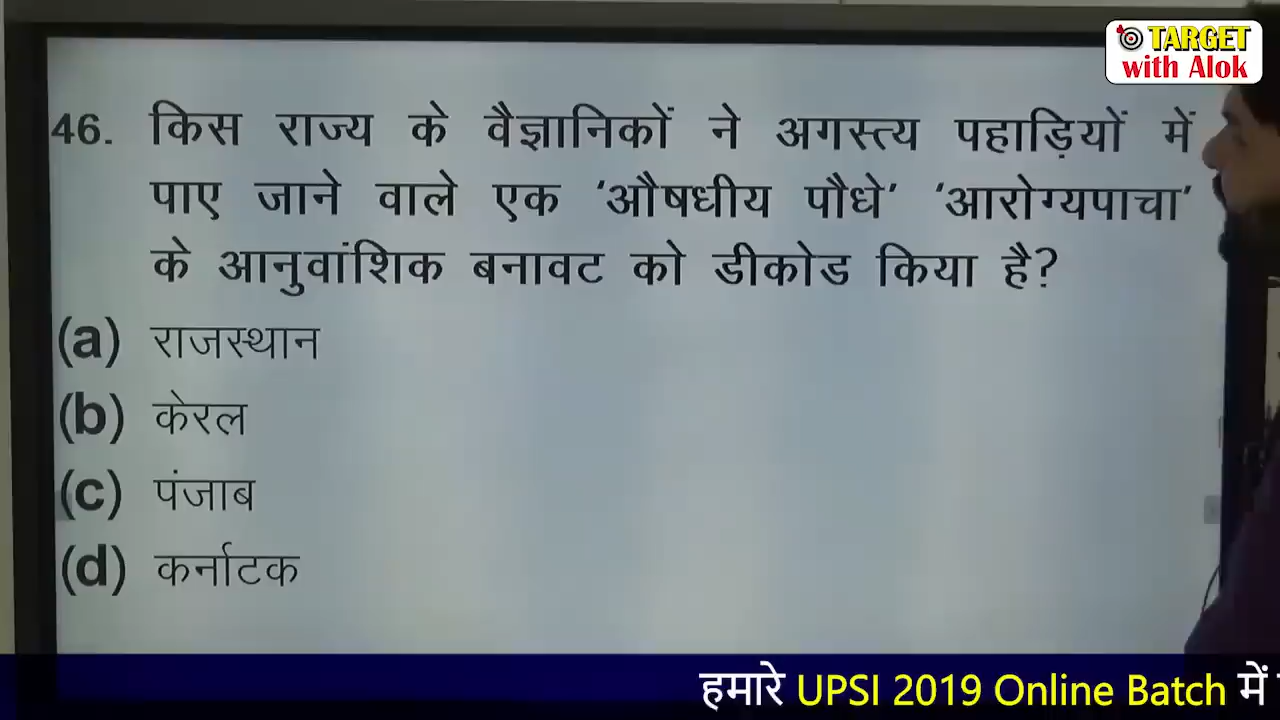 TARGET
with Alok
46. किस राज्य के वैज्ञानिकों ने अगस्त्य पहाड़ियों में
पाए जाने वाले एक ‘औषधीय पौधे’ ‘आरोग्यपाचा’
के आनुवांशिक बनावट को डीकोड किया है?
(a) राजस्थान
(b) केरल
(c) पंजाब
(d) कर्नाटक
हमारे UPSI 2019 Online Batch में